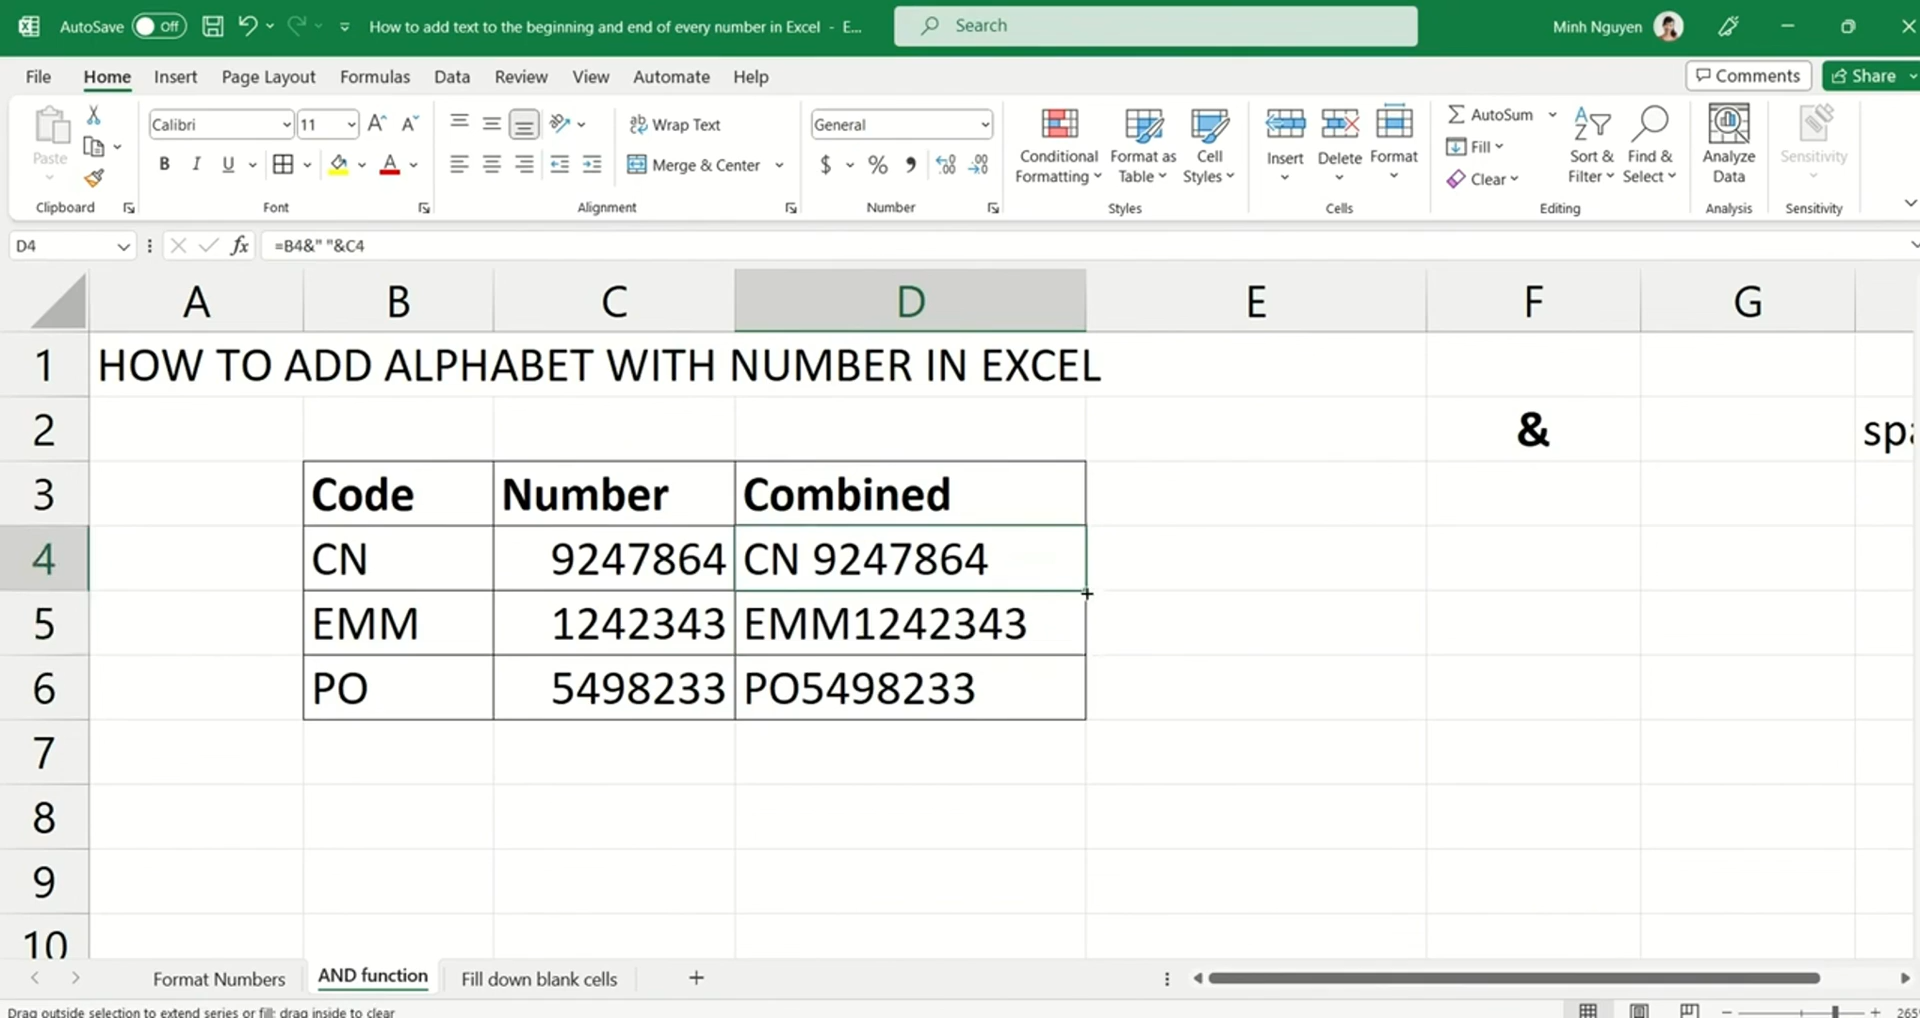 AutoSave Off How to add text to the beginning and end of every number in Excel - E... Search Minh Nguyen
File Home Insert Page Layout Formulas Data Review View Automate Help Comments Share
Paste
Clipboard
Calibri 11
B I U
Font
Wrap Text
Merge & Center
Alignment
General
$ %
Number
Conditional Formatting
Format as Table
Cell Styles
Styles
Insert Delete Format
Cells
AutoSum
Fill
Clear
Sort & Filter
Find & Select
Editing
Analyze Data
Analysis
Sensitivity
Sensitivity
D4 fx =B4&" "&C4
A B C D E F G
1 HOW TO ADD ALPHABET WITH NUMBER IN EXCEL
2 &
3 Code Number Combined
4 CN 9247864 CN 9247864
5 EMM 1242343 EMM1242343
6 PO 5498233 PO5498233
7
8
9
10
Format Numbers AND function Fill down blank cells
Drag outside selection to extend series or fill; drag inside to clear